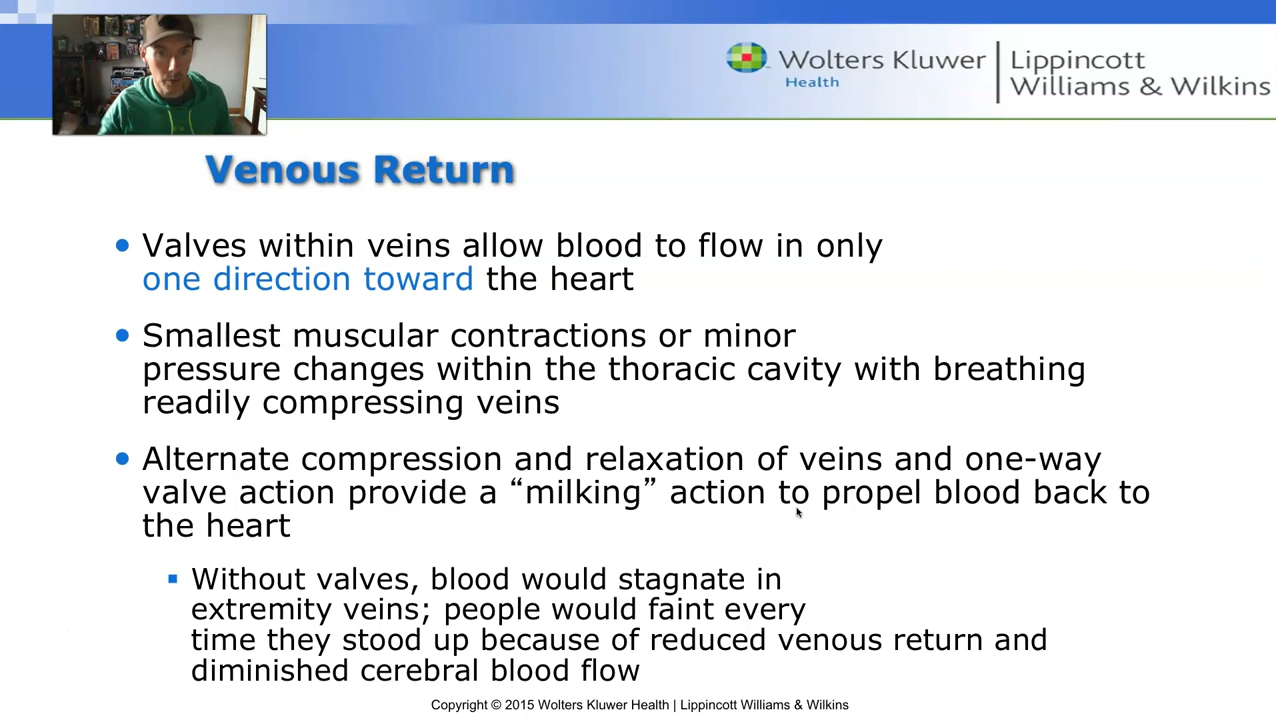 Wolters Kluwer
Health
Lippincott
Williams & Wilkins
Venous Return
• Valves within veins allow blood to flow in only
one direction toward the heart
• Smallest muscular contractions or minor
pressure changes within the thoracic cavity with breathing
readily compressing veins
• Alternate compression and relaxation of veins and one-way
valve action provide a “milking” action to propel blood back to
the heart
▪ Without valves, blood would stagnate in
extremity veins; people would faint every
time they stood up because of reduced venous return and
diminished cerebral blood flow
Copyright © 2015 Wolters Kluwer Health | Lippincott Williams & Wilkins